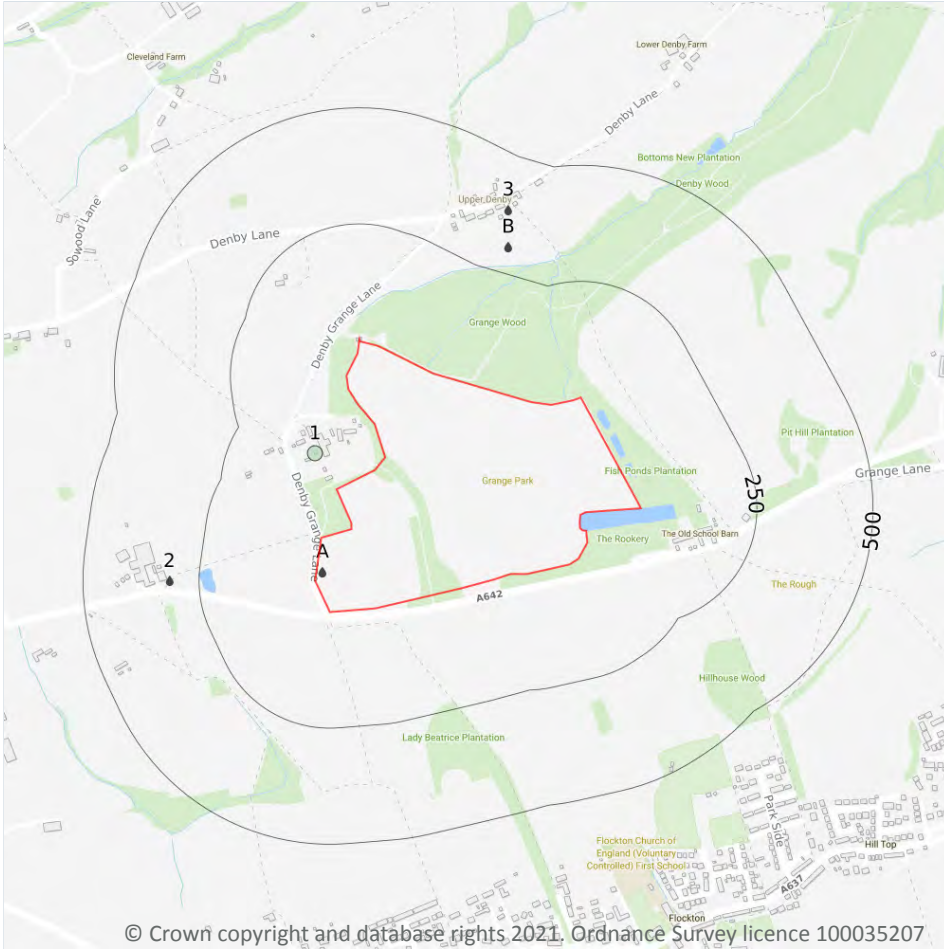 Cleveland Farm
Lower Denby Farm
Denby Lane
Bottoms New Plantation
Denby Wood
3
Upper Denby
Sowood Lane
Denby Lane
B
Denby Grange Lane
Grange Wood
1
Pit Hill Plantation
Grange Lane
Fish Ponds Plantation
Grange Park
Denby Grange Lane
250
500
The Old School Barn
The Rookery
A
2
The Rough
A642
Hillhouse Wood
Lady Beatrice Plantation
Park Side
Flockton Church of
England (Voluntary
Controlled) First School
Hill Top
A637
Flockton
© Crown copyright and database rights 2021. Ordnance Survey licence 100035207